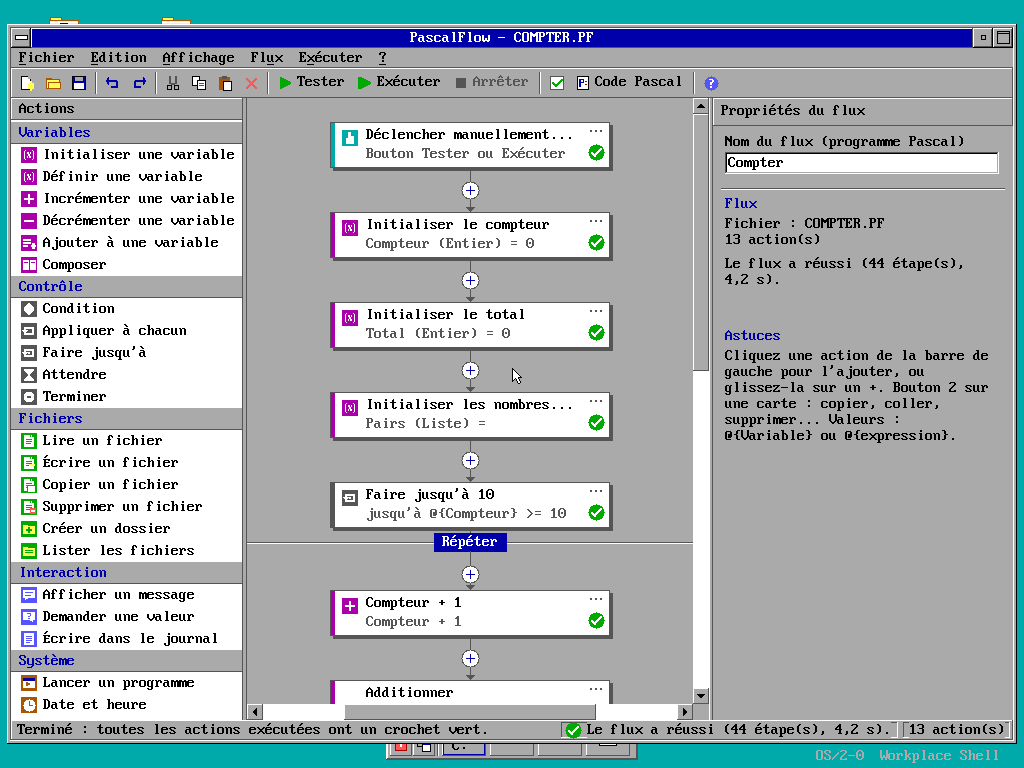 PascalFlow - COMPTER.PF
Fichier Edition Affichage Flux Exécuter ?
Tester Exécuter Arrêter Code Pascal
Actions
Variables
Initialiser une variable
Définir une variable
Incrémenter une variable
Décrémenter une variable
Ajouter à une variable
Composer
Contrôle
Condition
Appliquer à chacun
Faire jusqu'à
Attendre
Terminer
Fichiers
Lire un fichier
Écrire un fichier
Copier un fichier
Supprimer un fichier
Créer un dossier
Lister les fichiers
Interaction
Afficher un message
Demander une valeur
Écrire dans le journal
Système
Lancer un programme
Date et heure
Déclencher manuellement...
Bouton Tester ou Exécuter
Initialiser le compteur
Compteur (Entier) = 0
Initialiser le total
Total (Entier) = 0
Initialiser les nombres...
Pairs (Liste) =
Faire jusqu'à 10
jusqu'à @{Compteur} >= 10
Répéter
Compteur + 1
Compteur + 1
Additionner
Propriétés du flux
Nom du flux (programme Pascal)
Compter
Flux
Fichier : COMPTER.PF
13 action(s)
Le flux a réussi (44 étape(s),
4,2 s).
Astuces
Cliquez une action de la barre de
gauche pour l'ajouter, ou
glissez-la sur un +. Bouton 2 sur
une carte : copier, coller,
supprimer... Valeurs :
@{Variable} ou @{expression}.
Terminé : toutes les actions exécutées ont un crochet vert.
Le flux a réussi (44 étape(s), 4,2 s).
13 action(s)
OS/2-0 Workplace Shell